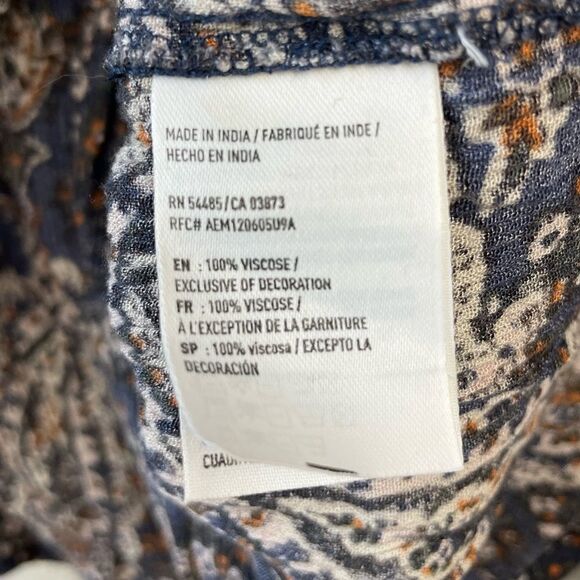 MADE IN INDIA / FABRIQUÉ EN INDE /
HECHO EN INDIA
RN 54485 / CA 03873
RFC# AEM120605U9A
EN : 100% VISCOSE /
EXCLUSIVE OF DECORATION
FR : 100% VISCOSE /
À L'EXCEPTION DE LA GARNITURE
SP : 100% viscosa / EXCEPTO LA
DECORACIÓN